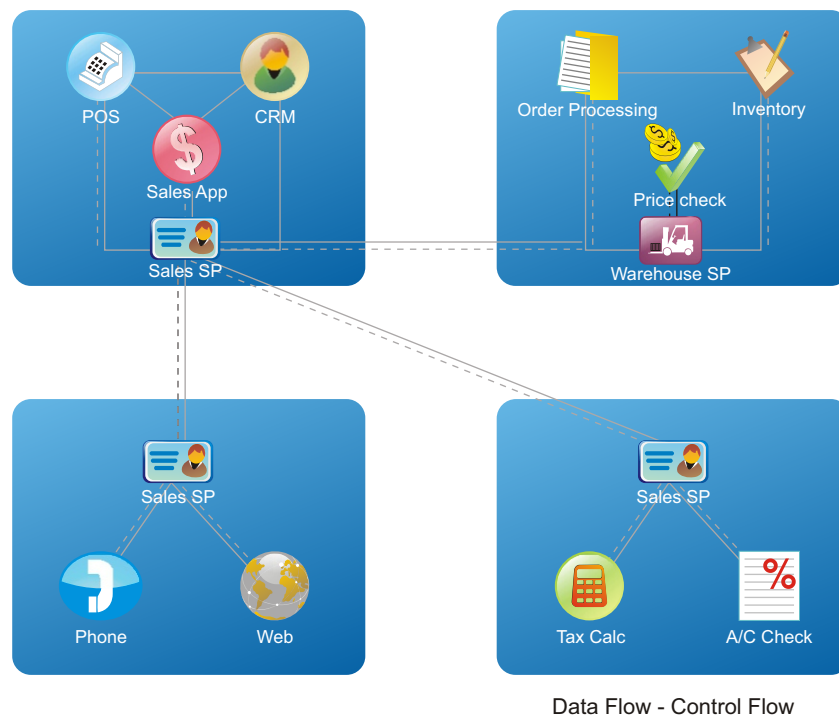 POS
CRM
Sales App
Sales SP
Order Processing
Inventory
Price check
Warehouse SP
Sales SP
Phone
Web
Sales SP
Tax Calc
%
A/C Check
Data Flow - Control Flow